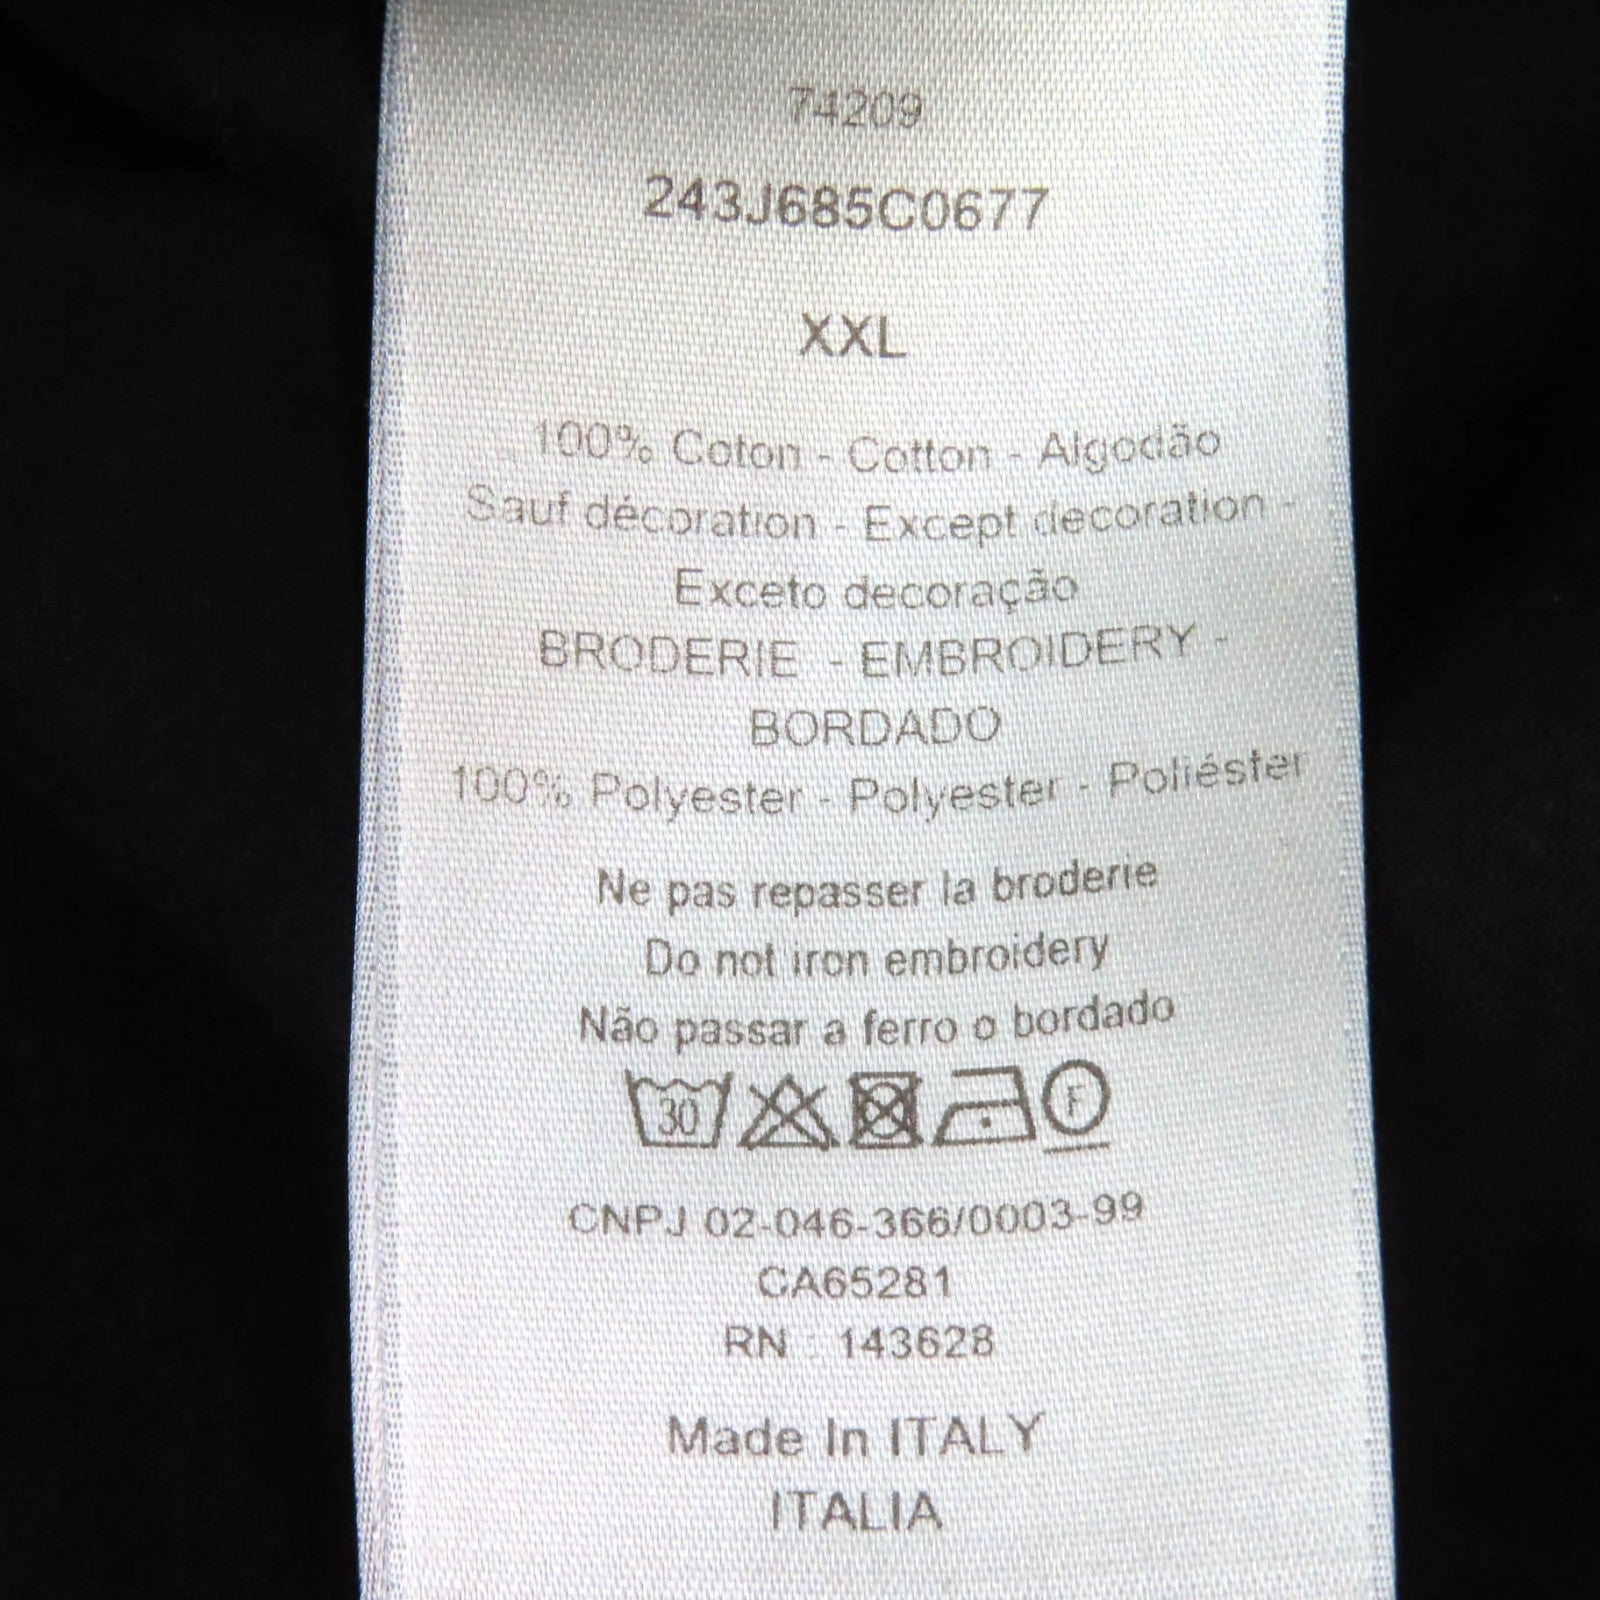 74209
243J685C0677
XXL
100% Coton - Cotton - Algodão
Sauf décoration - Except decoration -
Exceto decoração
BRODERIE - EMBROIDERY -
BORDADO
100% Polyester - Polyester - Poliéster
Ne pas repasser la broderie
Do not iron embroidery
Não passar a ferro o bordado
30 F
CNPJ 02-046-366/0003-99
CA65281
RN : 143628
Made In ITALY
ITALIA